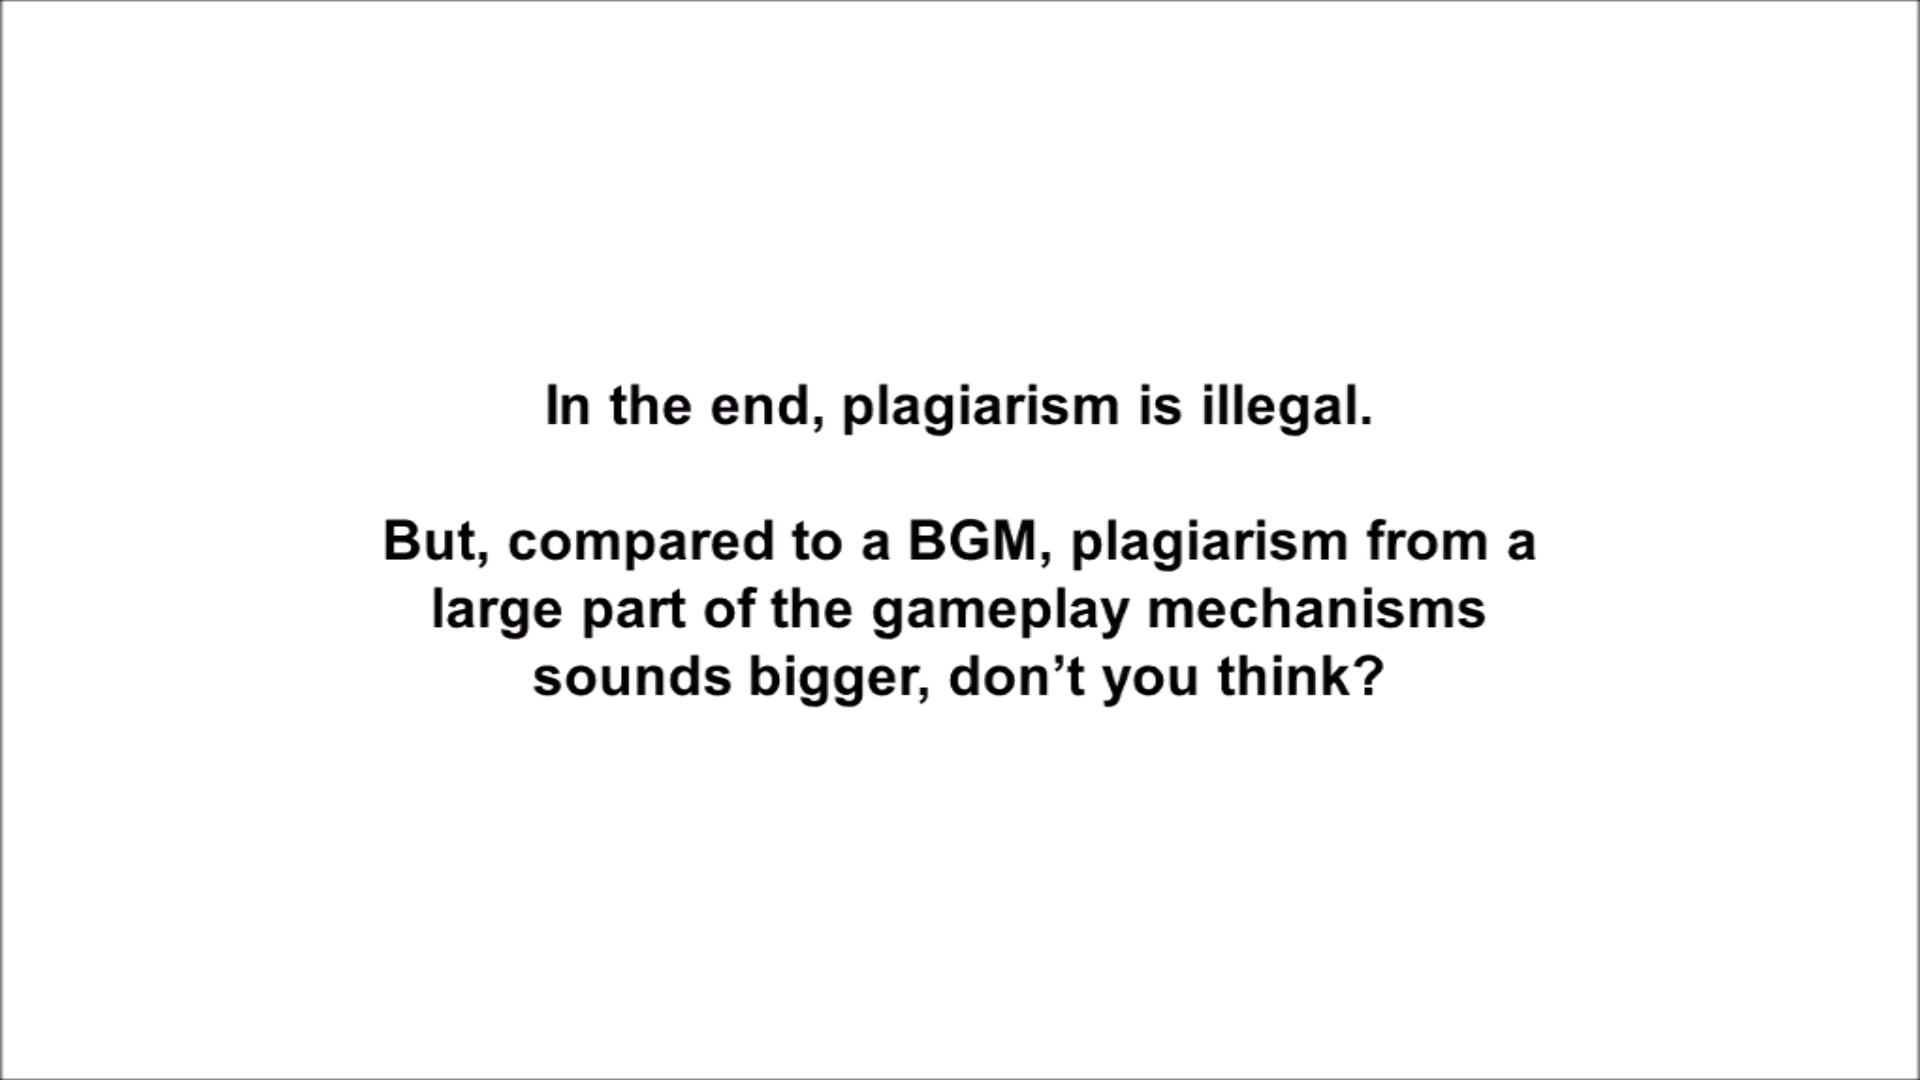 In the end, plagiarism is illegal.
But, compared to a BGM, plagiarism from a
large part of the gameplay mechanisms
sounds bigger, don’t you think?